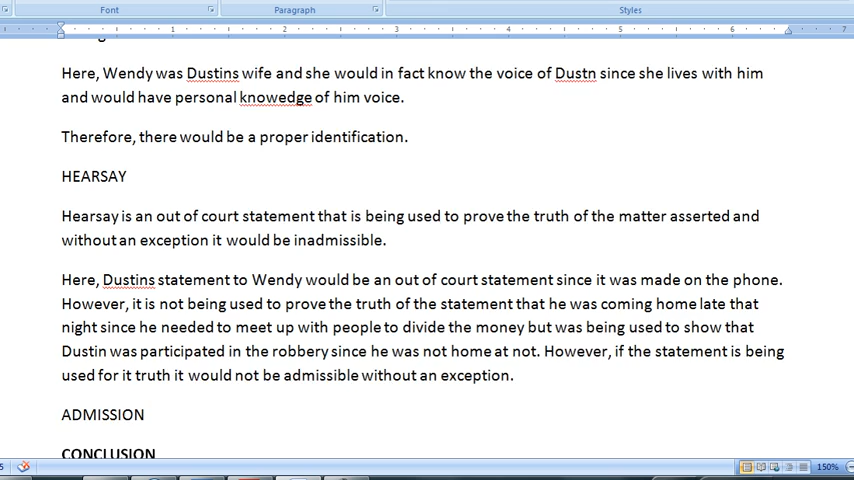 Font Paragraph Styles
1 2 3 4 5 6 7
Here, Wendy was Dustins wife and she would in fact know the voice of Dustn since she lives with him
and would have personal knowedge of him voice.
Therefore, there would be a proper identification.
HEARSAY
Hearsay is an out of court statement that is being used to prove the truth of the matter asserted and
without an exception it would be inadmissible.
Here, Dustins statement to Wendy would be an out of court statement since it was made on the phone.
However, it is not being used to prove the truth of the statement that he was coming home late that
night since he needed to meet up with people to divide the money but was being used to show that
Dustin was participated in the robbery since he was not home at not. However, if the statement is being
used for it truth it would not be admissible without an exception.
ADMISSION
CONCLUSION
5 150%